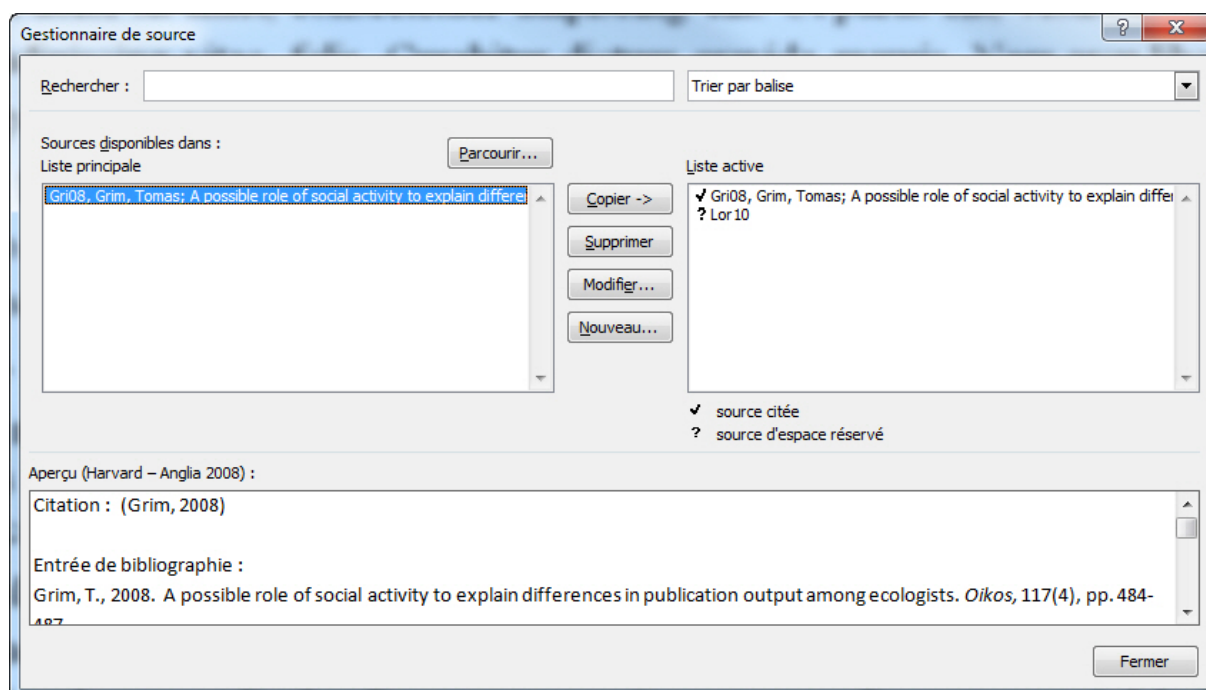 Gestionnaire de source
Rechercher :
Trier par balise
Sources disponibles dans :
Liste principale
Parcourir...
Liste active
Gri08, Grim, Tomas; A possible role of social activity to explain differe
Copier ->
Supprimer
Modifier...
Nouveau...
✓ Gri08, Grim, Tomas; A possible role of social activity to explain differ
? Lor10
✓ source citée
? source d'espace réservé
Aperçu (Harvard – Anglia 2008) :
Citation : (Grim, 2008)
Entrée de bibliographie :
Grim, T., 2008. A possible role of social activity to explain differences in publication output among ecologists. Oikos, 117(4), pp. 484-
487
Fermer